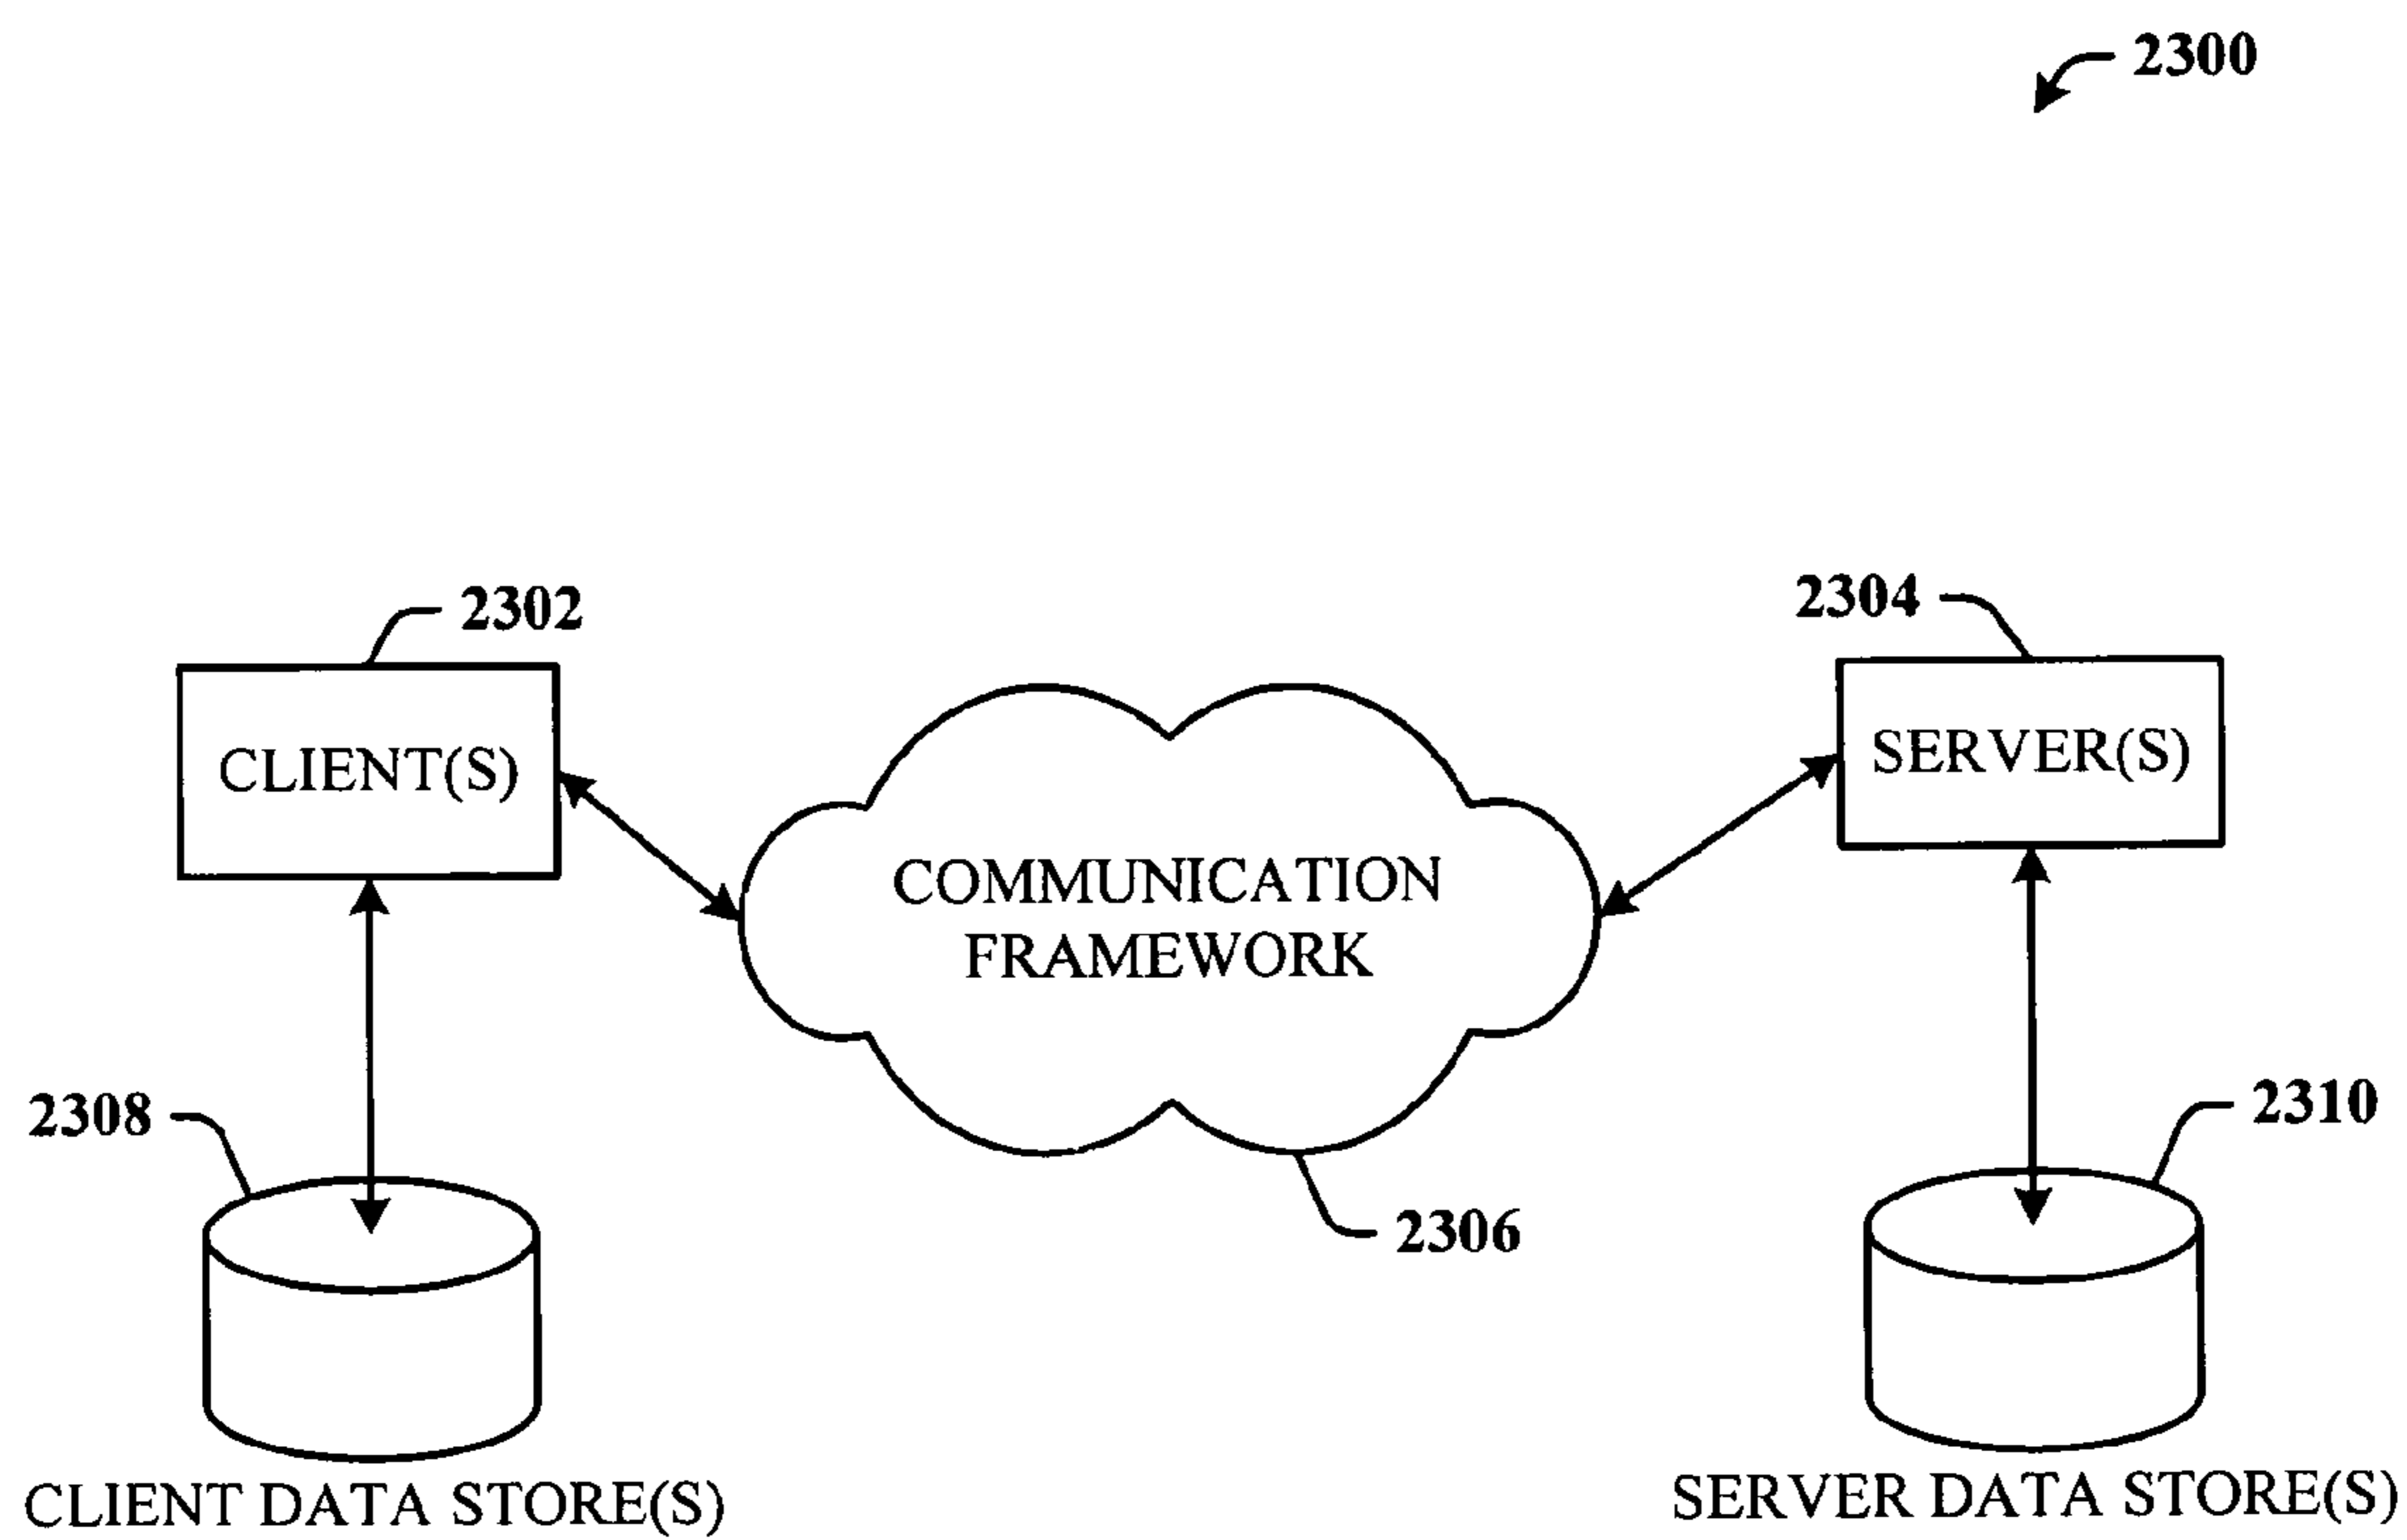 2300
2302
2304
CLIENT(S)
SERVER(S)
COMMUNICATION
FRAMEWORK
2308
2310
2306
CLIENT DATA STORE(S)
SERVER DATA STORE(S)